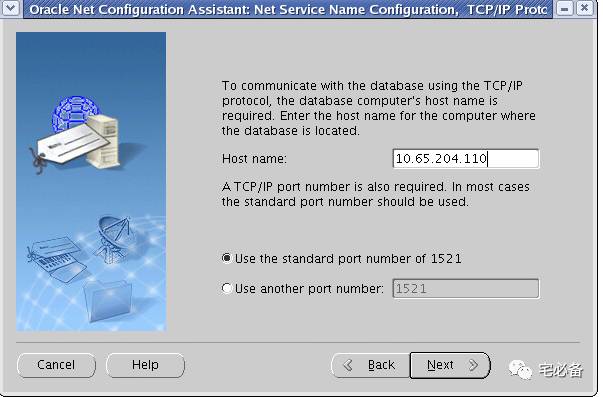 Oracle Net Configuration Assistant: Net Service Name Configuration, TCP/IP Protc
To communicate with the database using the TCP/IP
protocol, the database computer's host name is
required. Enter the host name for the computer where
the database is located.
Host name: 10.65.204.110
A TCP/IP port number is also required. In most cases
the standard port number should be used.
Use the standard port number of 1521
Use another port number: 1521
Cancel Help Back Next 宅必备